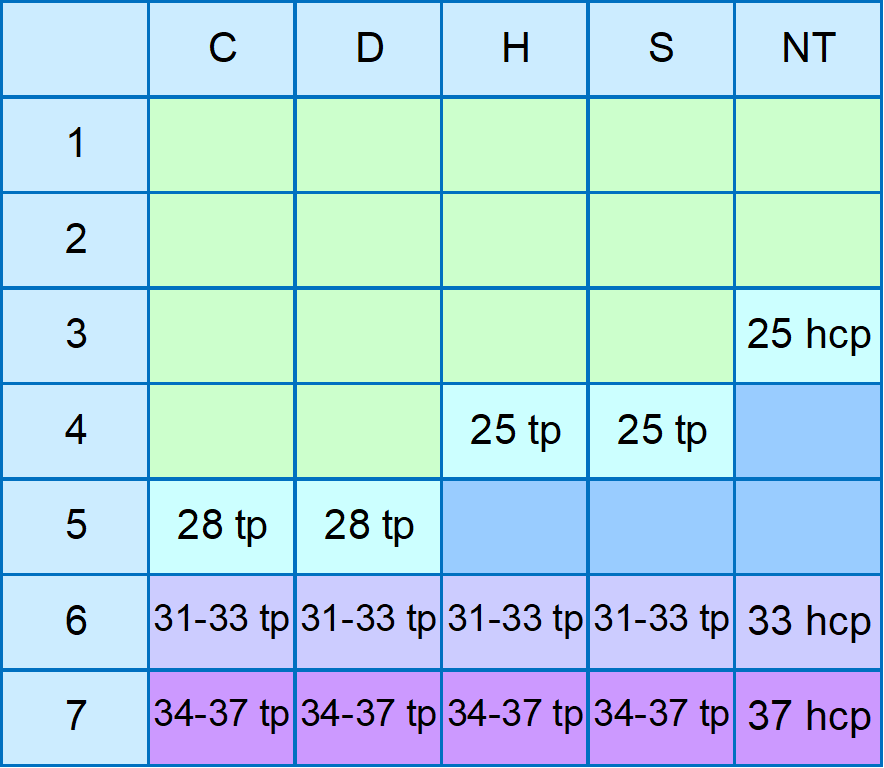 C D H S NT
1
2
3 25 hcp
4 25 tp 25 tp
5 28 tp 28 tp
6 31-33 tp 31-33 tp 31-33 tp 31-33 tp 33 hcp
7 34-37 tp 34-37 tp 34-37 tp 34-37 tp 37 hcp